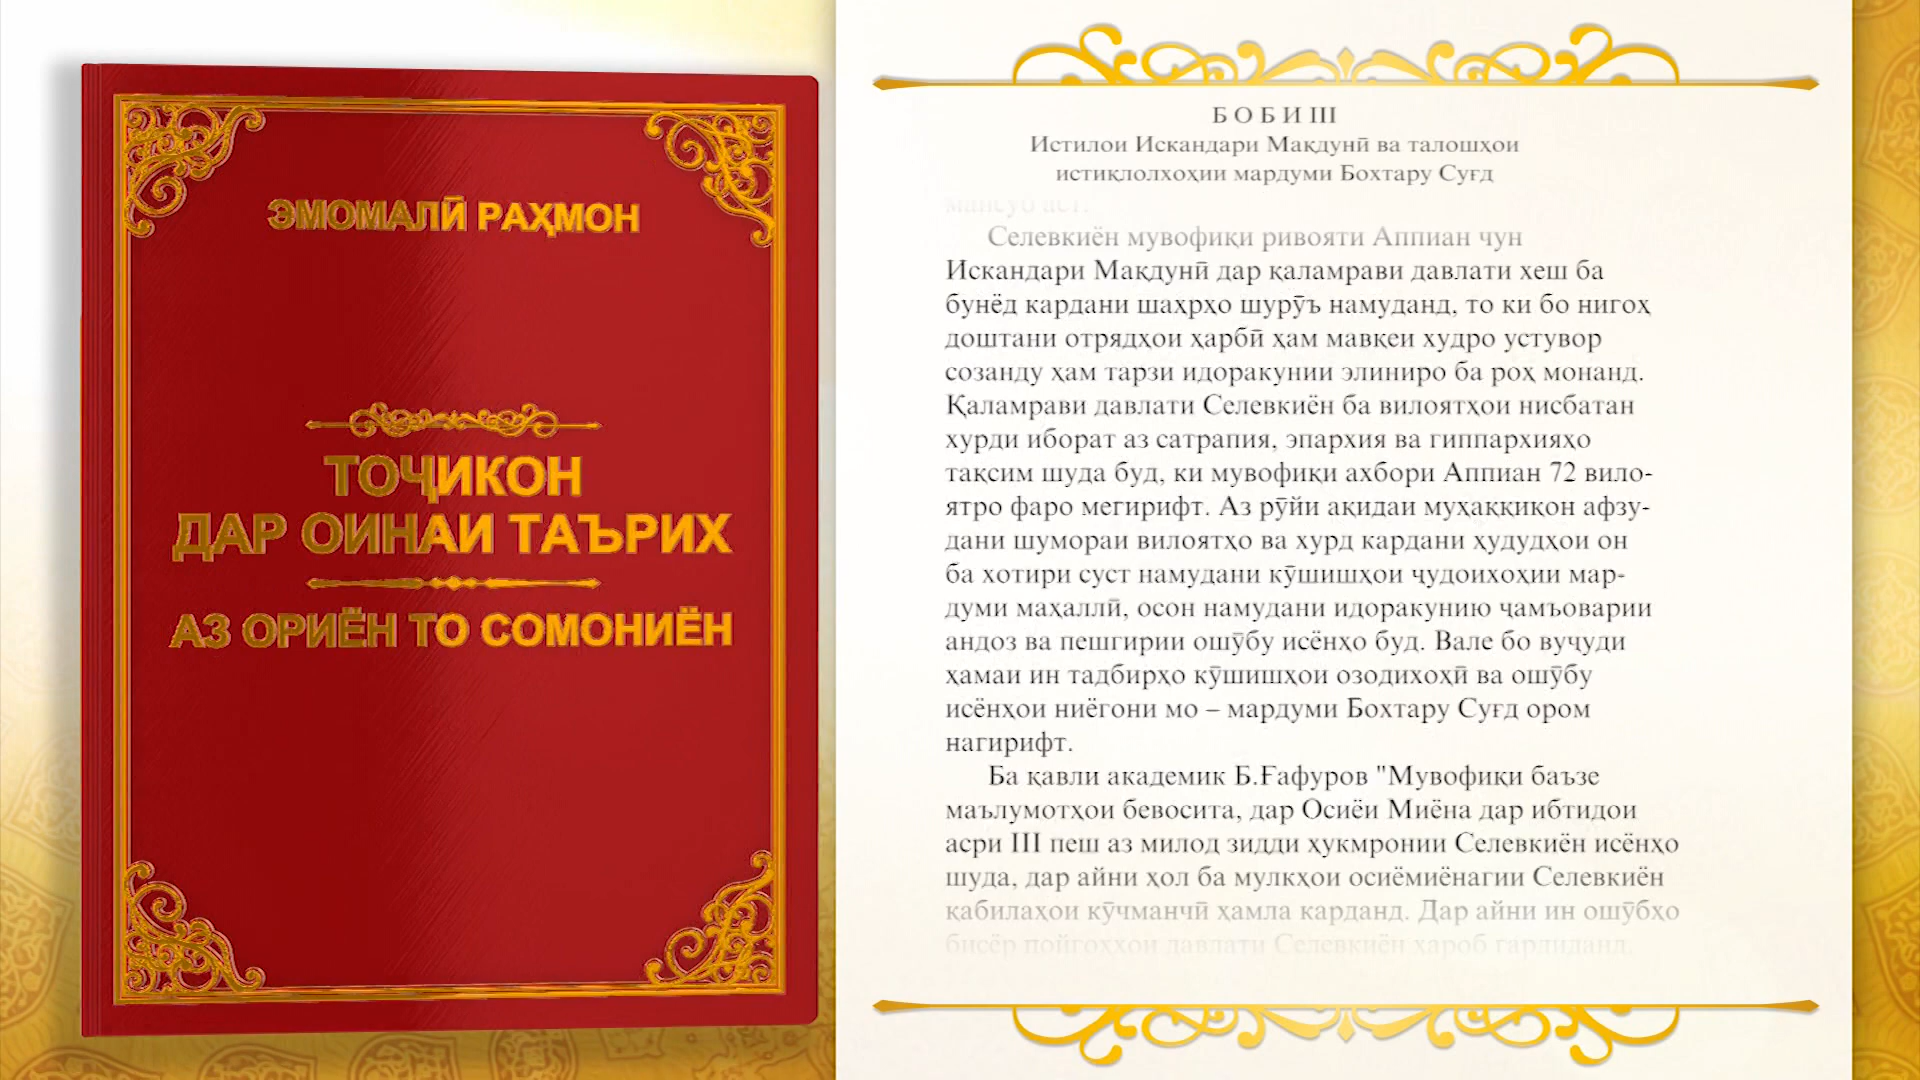 ЭМОМАЛӢ РАҲМОН
ТОҶИКОН
ДАР ОИНАИ ТАЪРИХ
АЗ ОРИЁН ТО СОМОНИЁН
БОБИ III
Истилои Искандари Мақдунӣ ва талошҳои
истиқлолхоҳии мардуми Бохтару Суғд
мансуб аст.
Селевкиён мувофиқи ривояти Аппиан чун
Искандари Мақдунӣ дар қаламрави давлати хеш ба
бунёд кардани шаҳрҳо шурӯъ намуданд, то ки бо нигоҳ
доштани отрядҳои ҳарбӣ ҳам мавқеи худро устувор
созанду ҳам тарзи идоракунии элиниро ба роҳ монанд.
Қаламрави давлати Селевкиён ба вилоятҳои нисбатан
хурди иборат аз сатрапия, эпархия ва гиппархияҳо
тақсим шуда буд, ки мувофиқи ахбори Аппиан 72 вило-
ятро фаро мегирифт. Аз рӯйи ақидаи муҳаққиқон афзу-
дани шумораи вилоятҳо ва хурд кардани ҳудудҳои он
ба хотири суст намудани кӯшишҳои ҷудоихоҳии мар-
думи маҳаллӣ, осон намудани идоракунию ҷамъоварии
андоз ва пешгирии ошӯбу исёнҳо буд. Вале бо вуҷуди
ҳамаи ин тадбирҳо кӯшишҳои озодихоҳӣ ва ошӯбу
исёнҳои ниёгони мо – мардуми Бохтару Суғд ором
нагирифт.
Ба қавли академик Б.Ғафуров "Мувофиқи баъзе
маълумотҳои бевосита, дар Осиёи Миёна дар ибтидои
асри III пеш аз милод зидди ҳукмронии Селевкиён исёнҳо
шуда, дар айни ҳол ба мулкҳои осиёмиёнагии Селевкиён
қабилаҳои кӯчманчӣ ҳамла карданд. Дар айни ин ошӯбҳо
бисёр пойгоҳҳои давлати Селевкиён хароб гардиданд.